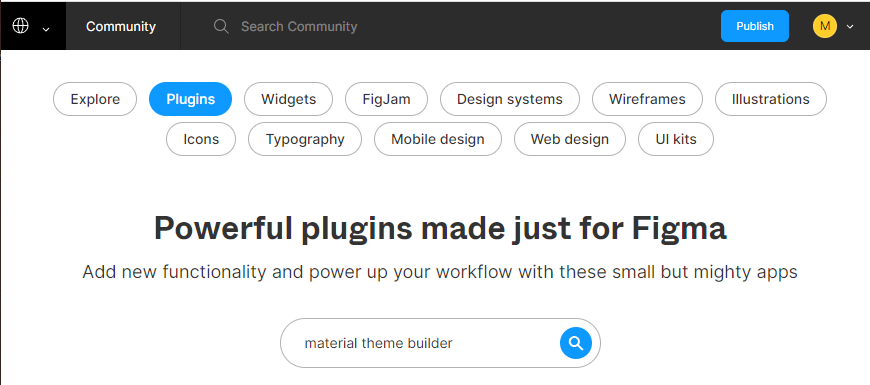 Community Search Community Publish M
Explore Plugins Widgets FigJam Design systems Wireframes Illustrations
Icons Typography Mobile design Web design UI kits
Powerful plugins made just for Figma
Add new functionality and power up your workflow with these small but mighty apps
material theme builder